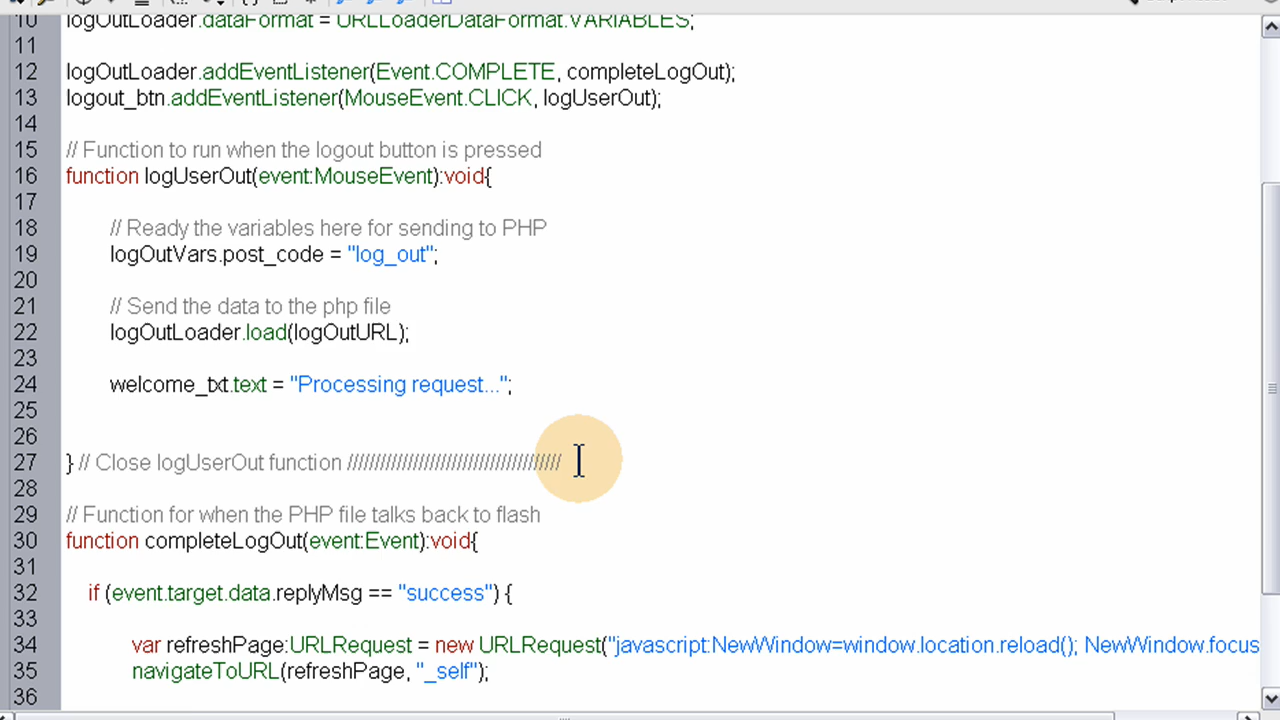 10 logOutLoader.dataFormat = URLLoaderDataFormat.VARIABLES;
11
12 logOutLoader.addEventListener(Event.COMPLETE, completeLogOut);
13 logout_btn.addEventListener(MouseEvent.CLICK, logUserOut);
14
15 // Function to run when the logout button is pressed
16 function logUserOut(event:MouseEvent):void{
17
18 // Ready the variables here for sending to PHP
19 logOutVars.post_code = "log_out";
20
21 // Send the data to the php file
22 logOutLoader.load(logOutURL);
23
24 welcome_txt.text = "Processing request...";
25
26
27 } // Close logUserOut function ///////////////////////////////////////
28
29 // Function for when the PHP file talks back to flash
30 function completeLogOut(event:Event):void{
31
32 if (event.target.data.replyMsg == "success") {
33
34 var refreshPage:URLRequest = new URLRequest("javascript:NewWindow=window.location.reload(); NewWindow.focus
35 navigateToURL(refreshPage, "_self");
36